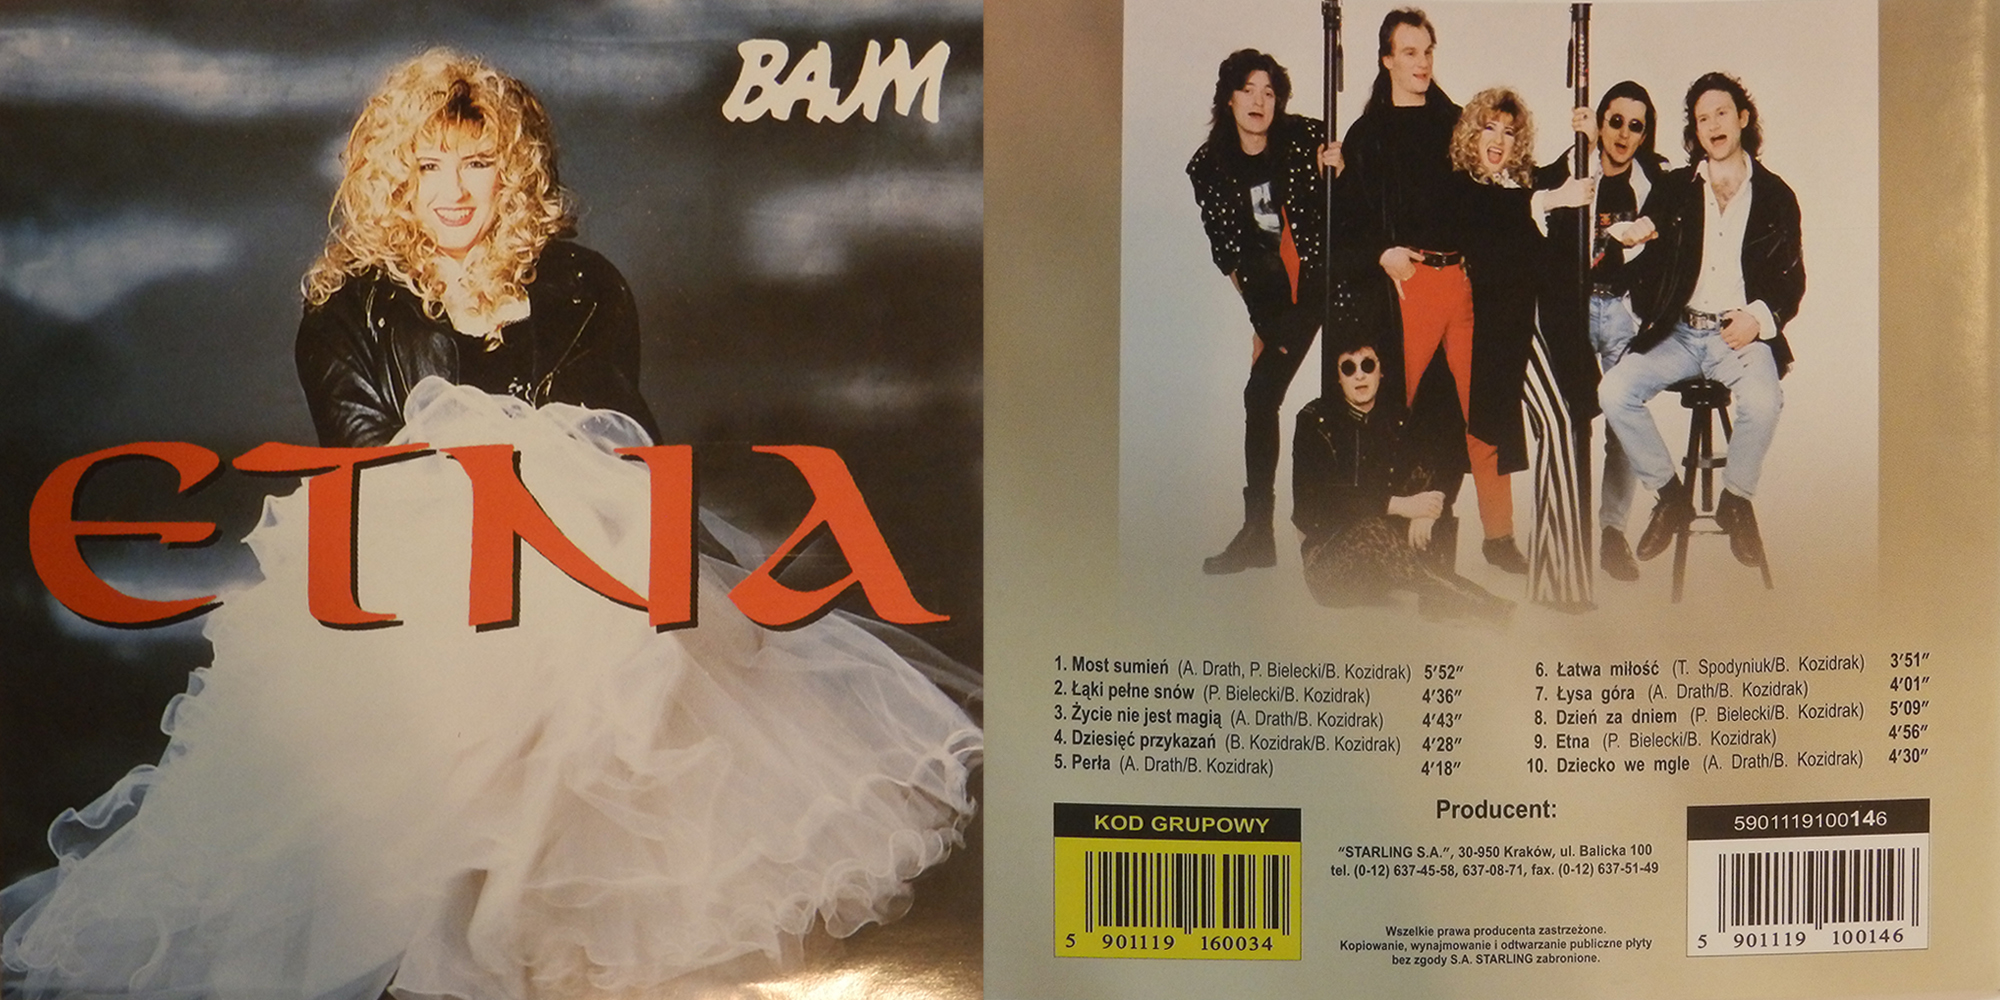 BAJM
ETNA
1. Most sumień (A. Drath, P. Bielecki/B. Kozidrak) 5'52"
2. Łąki pełne snów (P. Bielecki/B. Kozidrak) 4'36"
3. Życie nie jest magią (A. Drath/B. Kozidrak) 4'43"
4. Dziesięć przykazań (B. Kozidrak/B. Kozidrak) 4'28"
5. Perła (A. Drath/B. Kozidrak) 4'18"
6. Łatwa miłość (T. Spodyniuk/B. Kozidrak) 3'51"
7. Łysa góra (A. Drath/B. Kozidrak) 4'01"
8. Dzień za dniem (P. Bielecki/B. Kozidrak) 5'09"
9. Etna (P. Bielecki/B. Kozidrak) 4'56"
10. Dziecko we mgle (A. Drath/B. Kozidrak) 4'30"
KOD GRUPOWY
5 901119 160034
Producent:
"STARLING S.A.", 30-950 Kraków, ul. Balicka 100
tel. (0-12) 637-45-58, 637-08-71, fax. (0-12) 637-51-49
Wszelkie prawa producenta zastrzeżone.
Kopiowanie, wynajmowanie i odtwarzanie publiczne płyty
bez zgody S.A. STARLING zabronione.
5901119100146
5 901119 100146